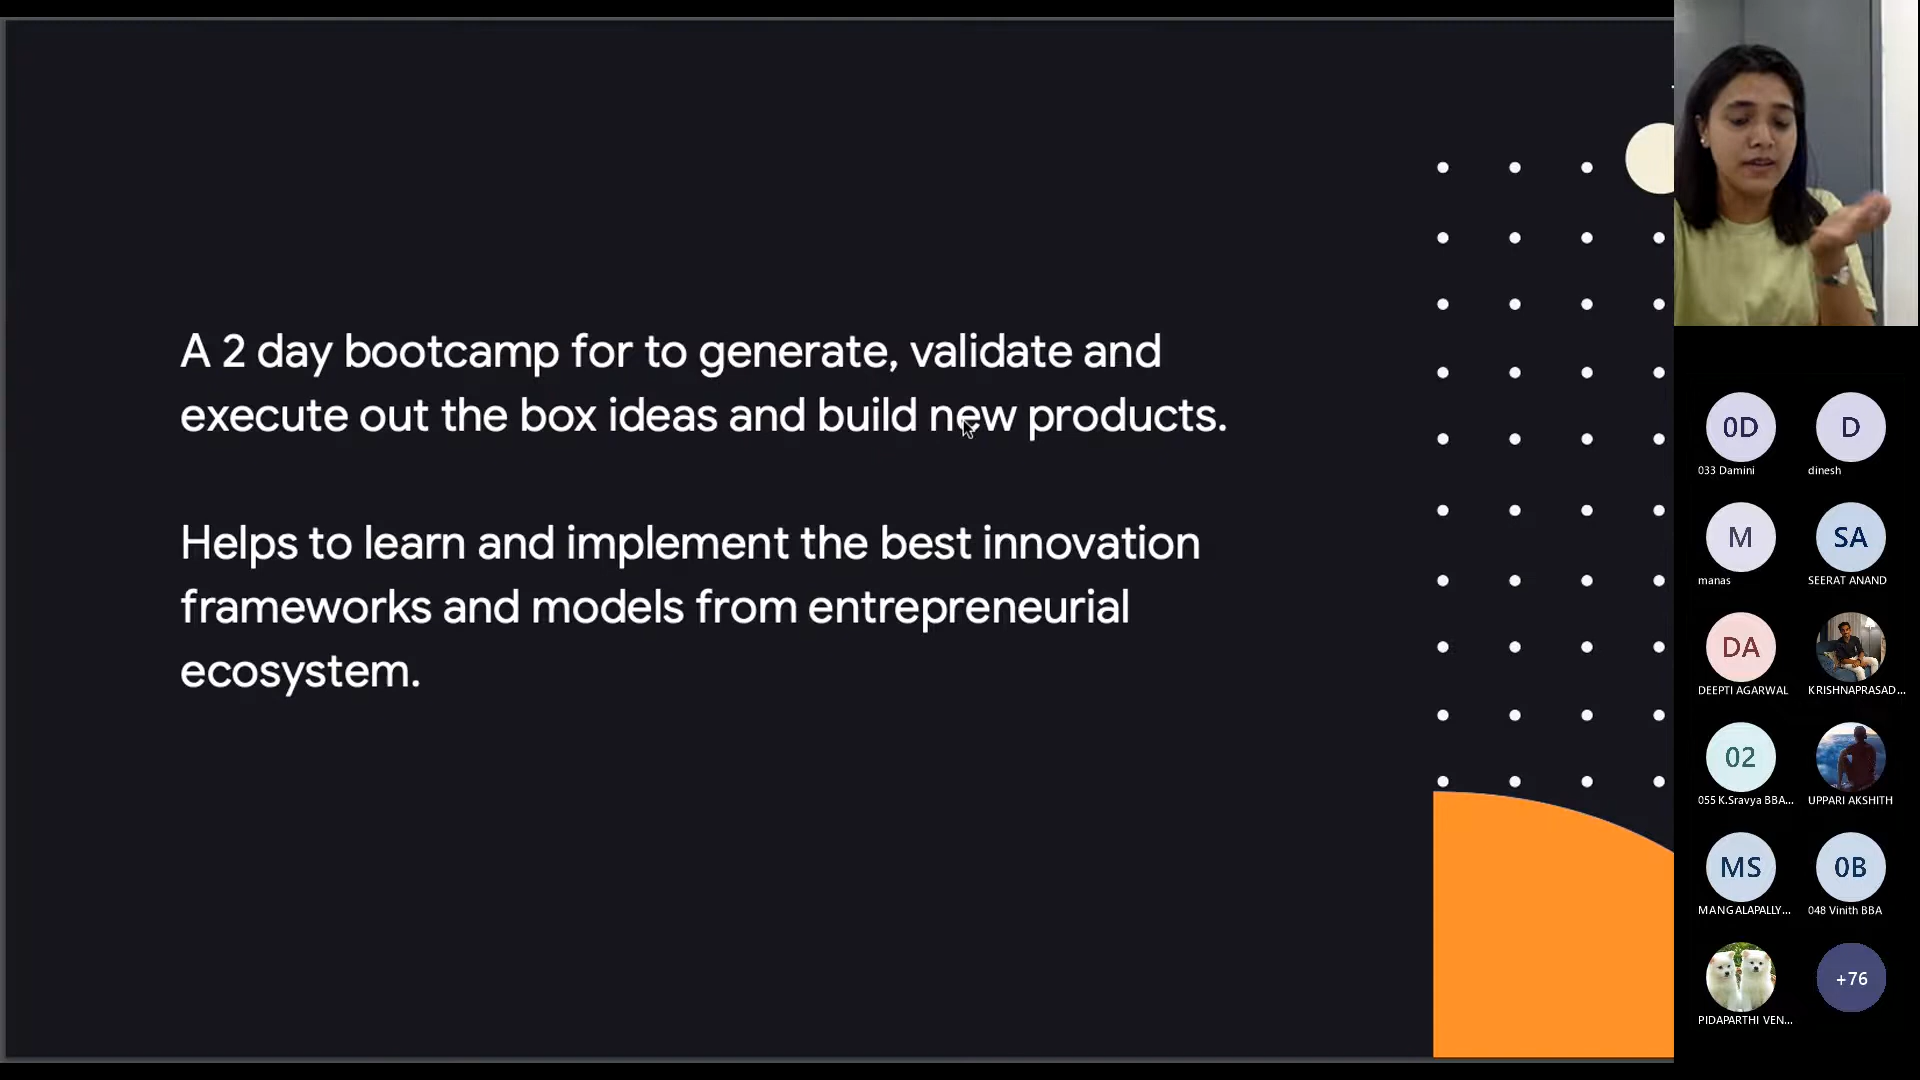 A 2 day bootcamp for to generate, validate and
execute out the box ideas and build new products.
Helps to learn and implement the best innovation
frameworks and models from entrepreneurial
ecosystem.
0D
D
033 Damini
dinesh
M
SA
manas
SEERAT ANAND
DA
DEEPTI AGARWAL
KRISHNAPRASAD...
02
055 K.Sravya BBA...
UPPARI AKSHITH
MS
0B
MANGALAPALLY...
048 Vinith BBA
+76
PIDAPARTHI VEN...